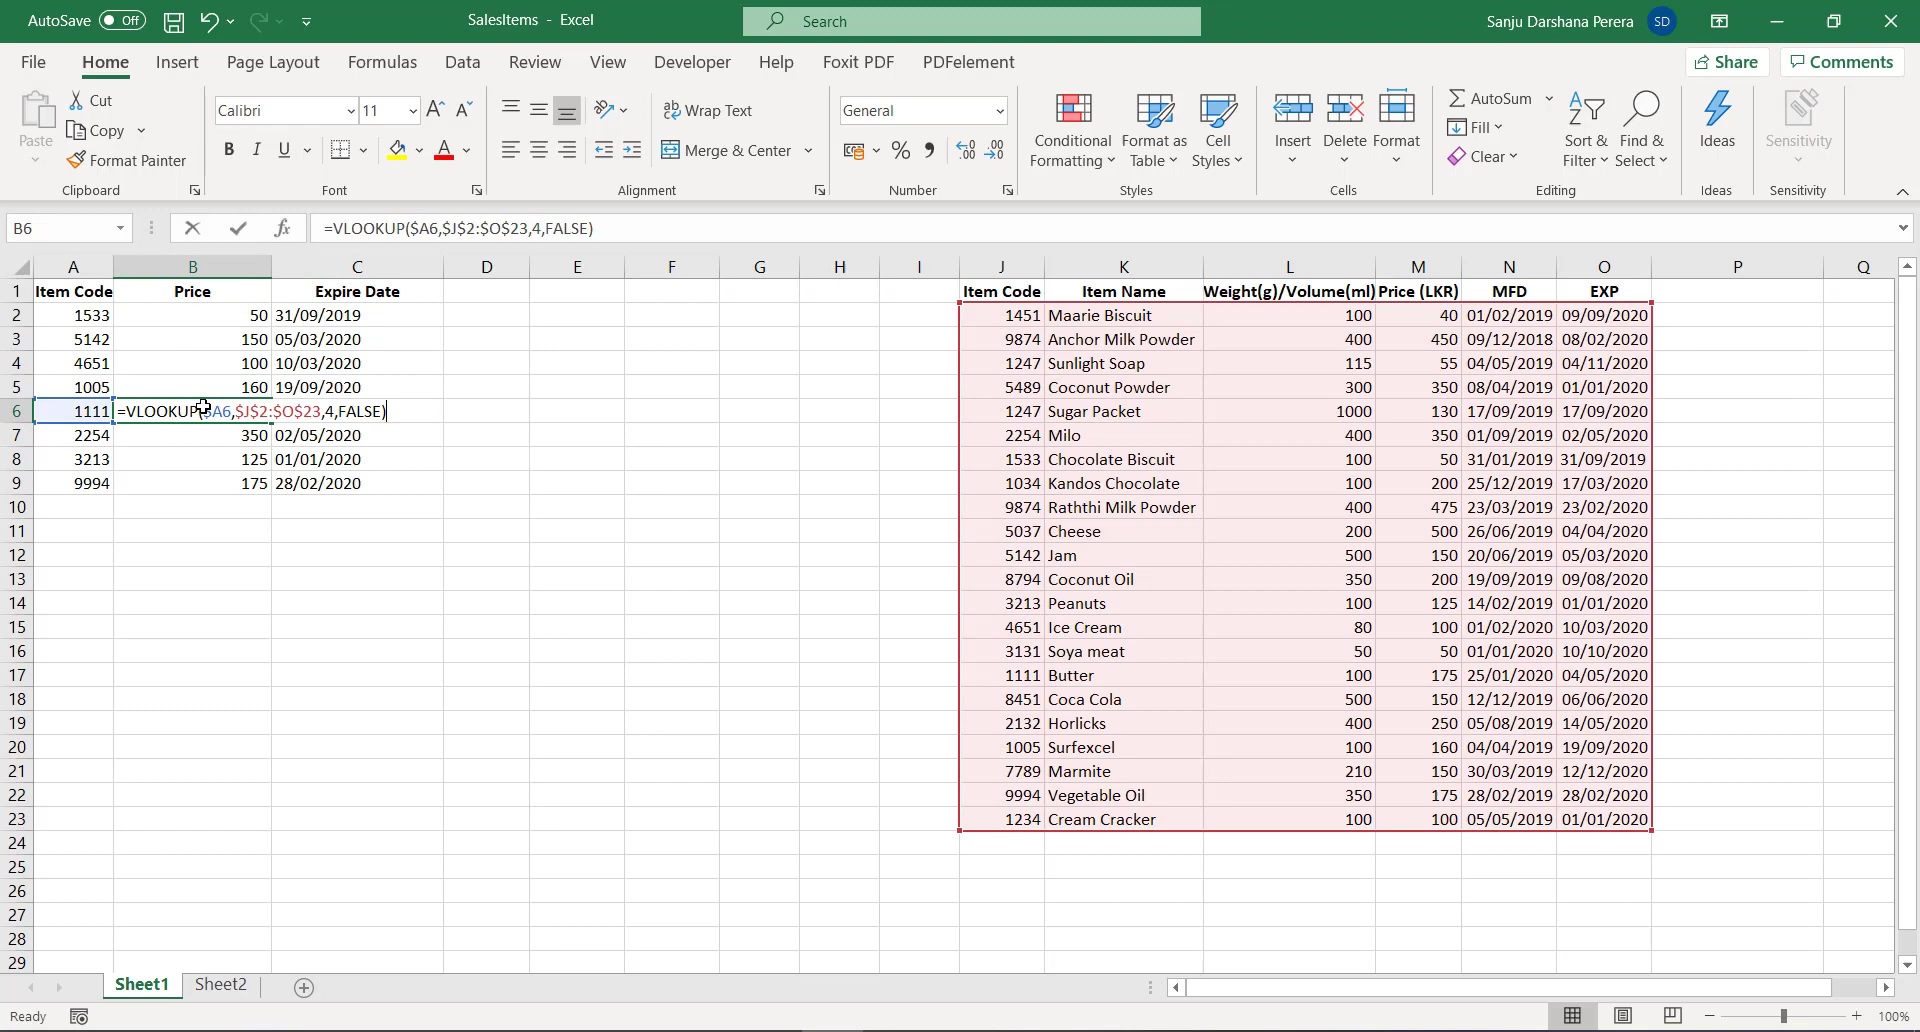 AutoSave Off SalesItems - Excel Search Sanju Darshana Perera SD
File Home Insert Page Layout Formulas Data Review View Developer Help Foxit PDF PDFelement Share Comments
Paste Cut Copy Format Painter Clipboard
Calibri 11 B I U A Font
Wrap Text Merge & Center Alignment
General % Number
Conditional Formatting Format as Table Cell Styles Styles
Insert Delete Format Cells
AutoSum Fill Clear Sort & Filter Find & Select Editing
Ideas Ideas
Sensitivity Sensitivity
B6 fx =VLOOKUP($A6,$J$2:$O$23,4,FALSE)
A B C D E F G H I J K L M N O P Q
1 Item Code Price Expire Date Item Code Item Name Weight(g)/Volume(ml) Price (LKR) MFD EXP
2 1533 50 31/09/2019 1451 Maarie Biscuit 100 40 01/02/2019 09/09/2020
3 5142 150 05/03/2020 9874 Anchor Milk Powder 400 450 09/12/2018 08/02/2020
4 4651 100 10/03/2020 1247 Sunlight Soap 115 55 04/05/2019 04/11/2020
5 1005 160 19/09/2020 5489 Coconut Powder 300 350 08/04/2019 01/01/2020
6 1111 =VLOOKUP($A6,$J$2:$O$23,4,FALSE) 1247 Sugar Packet 1000 130 17/09/2019 17/09/2020
7 2254 350 02/05/2020 2254 Milo 400 350 01/09/2019 02/05/2020
8 3213 125 01/01/2020 1533 Chocolate Biscuit 100 50 31/01/2019 31/09/2019
9 9994 175 28/02/2020 1034 Kandos Chocolate 100 200 25/12/2019 17/03/2020
10 9874 Raththi Milk Powder 400 475 23/03/2019 23/02/2020
11 5037 Cheese 200 500 26/06/2019 04/04/2020
12 5142 Jam 500 150 20/06/2019 05/03/2020
13 8794 Coconut Oil 350 200 19/09/2019 09/08/2020
14 3213 Peanuts 100 125 14/02/2019 01/01/2020
15 4651 Ice Cream 80 100 01/02/2020 10/03/2020
16 3131 Soya meat 50 50 01/01/2020 10/10/2020
17 1111 Butter 100 175 25/01/2020 04/05/2020
18 8451 Coca Cola 500 150 12/12/2019 06/06/2020
19 2132 Horlicks 400 250 05/08/2019 14/05/2020
20 1005 Surfexcel 100 160 04/04/2019 19/09/2020
21 7789 Marmite 210 150 30/03/2019 12/12/2020
22 9994 Vegetable Oil 350 175 28/02/2019 28/02/2020
23 1234 Cream Cracker 100 100 05/05/2019 01/01/2020
24
25
26
27
28
29
Sheet1 Sheet2
Ready 100%